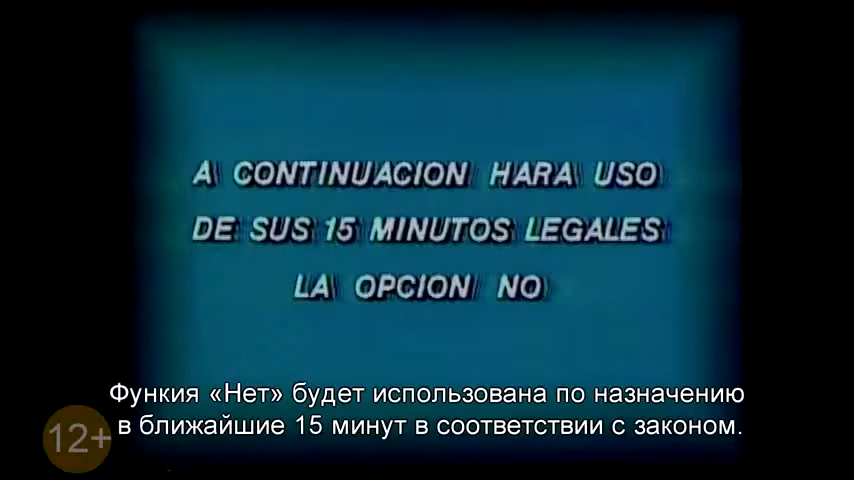 A CONTINUACION HARA USO
DE SUS 15 MINUTOS LEGALES
LA OPCION NO
Функия «Нет» будет использована по назначению
в ближайшие 15 минут в соответствии с законом.
12+